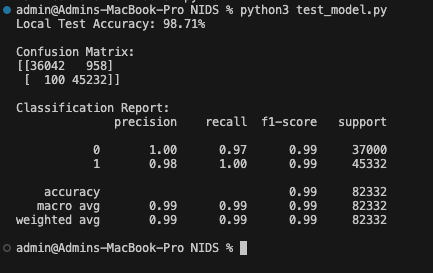 admin@Admins-MacBook-Pro NIDS % python3 test_model.py
Local Test Accuracy: 98.71%
Confusion Matrix:
[[36042   958]
 [  100 45232]]
Classification Report:
              precision    recall  f1-score   support
           0       1.00      0.97      0.99     37000
           1       0.98      1.00      0.99     45332
    accuracy                           0.99     82332
   macro avg       0.99      0.99      0.99     82332
weighted avg       0.99      0.99      0.99     82332
admin@Admins-MacBook-Pro NIDS %